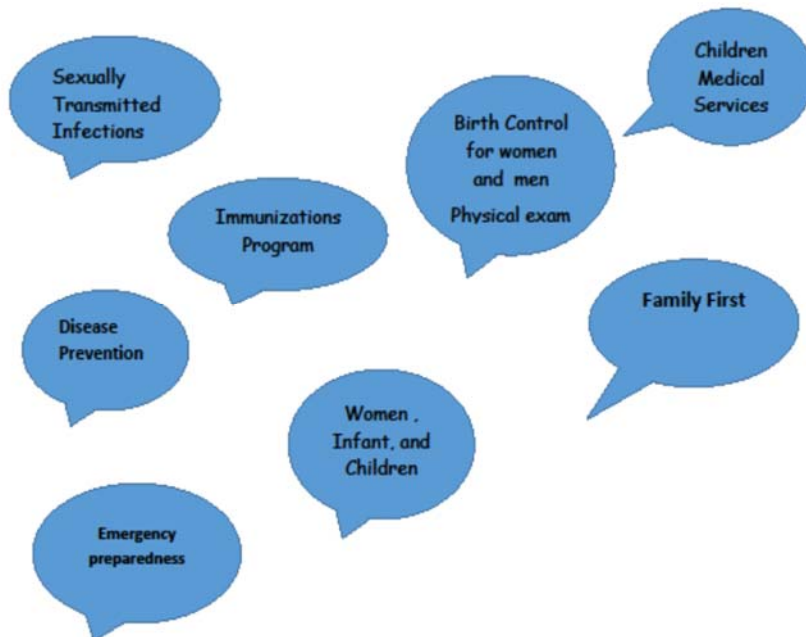 Sexually
Transmitted
Infections
Children
Medical
Services
Birth Control
for women
and men
Physical exam
Immunizations
Program
Family First
Disease
Prevention
Women ,
Infant, and
Children
Emergency
preparedness